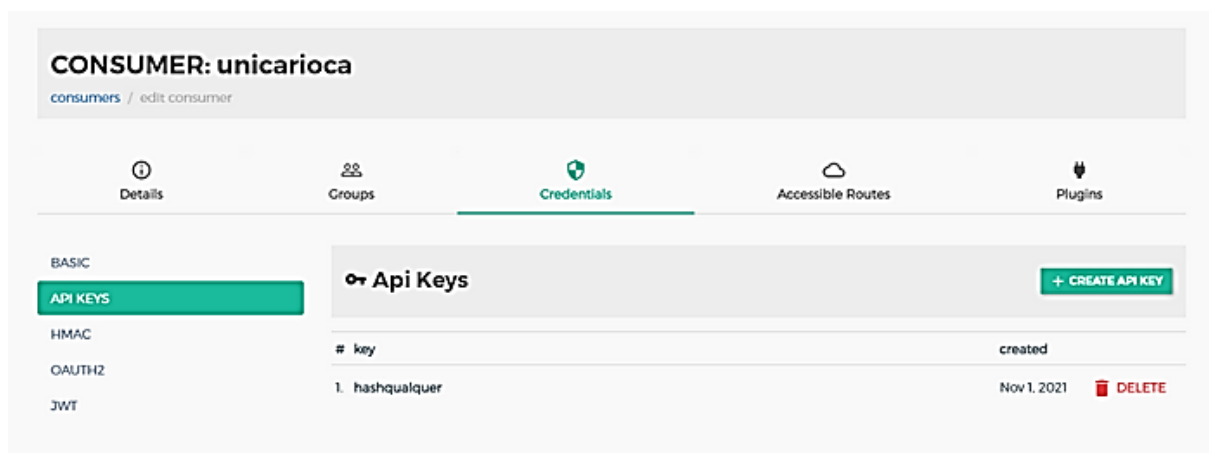 CONSUMER: unicarioca
consumers / edit consumer
Details
Groups
Credentials
Accessible Routes
Plugins
BASIC
API KEYS
HMAC
OAUTH2
JWT
Api Keys
+ CREATE API KEY
# key created
1. hashqualquer Nov 1, 2021 DELETE